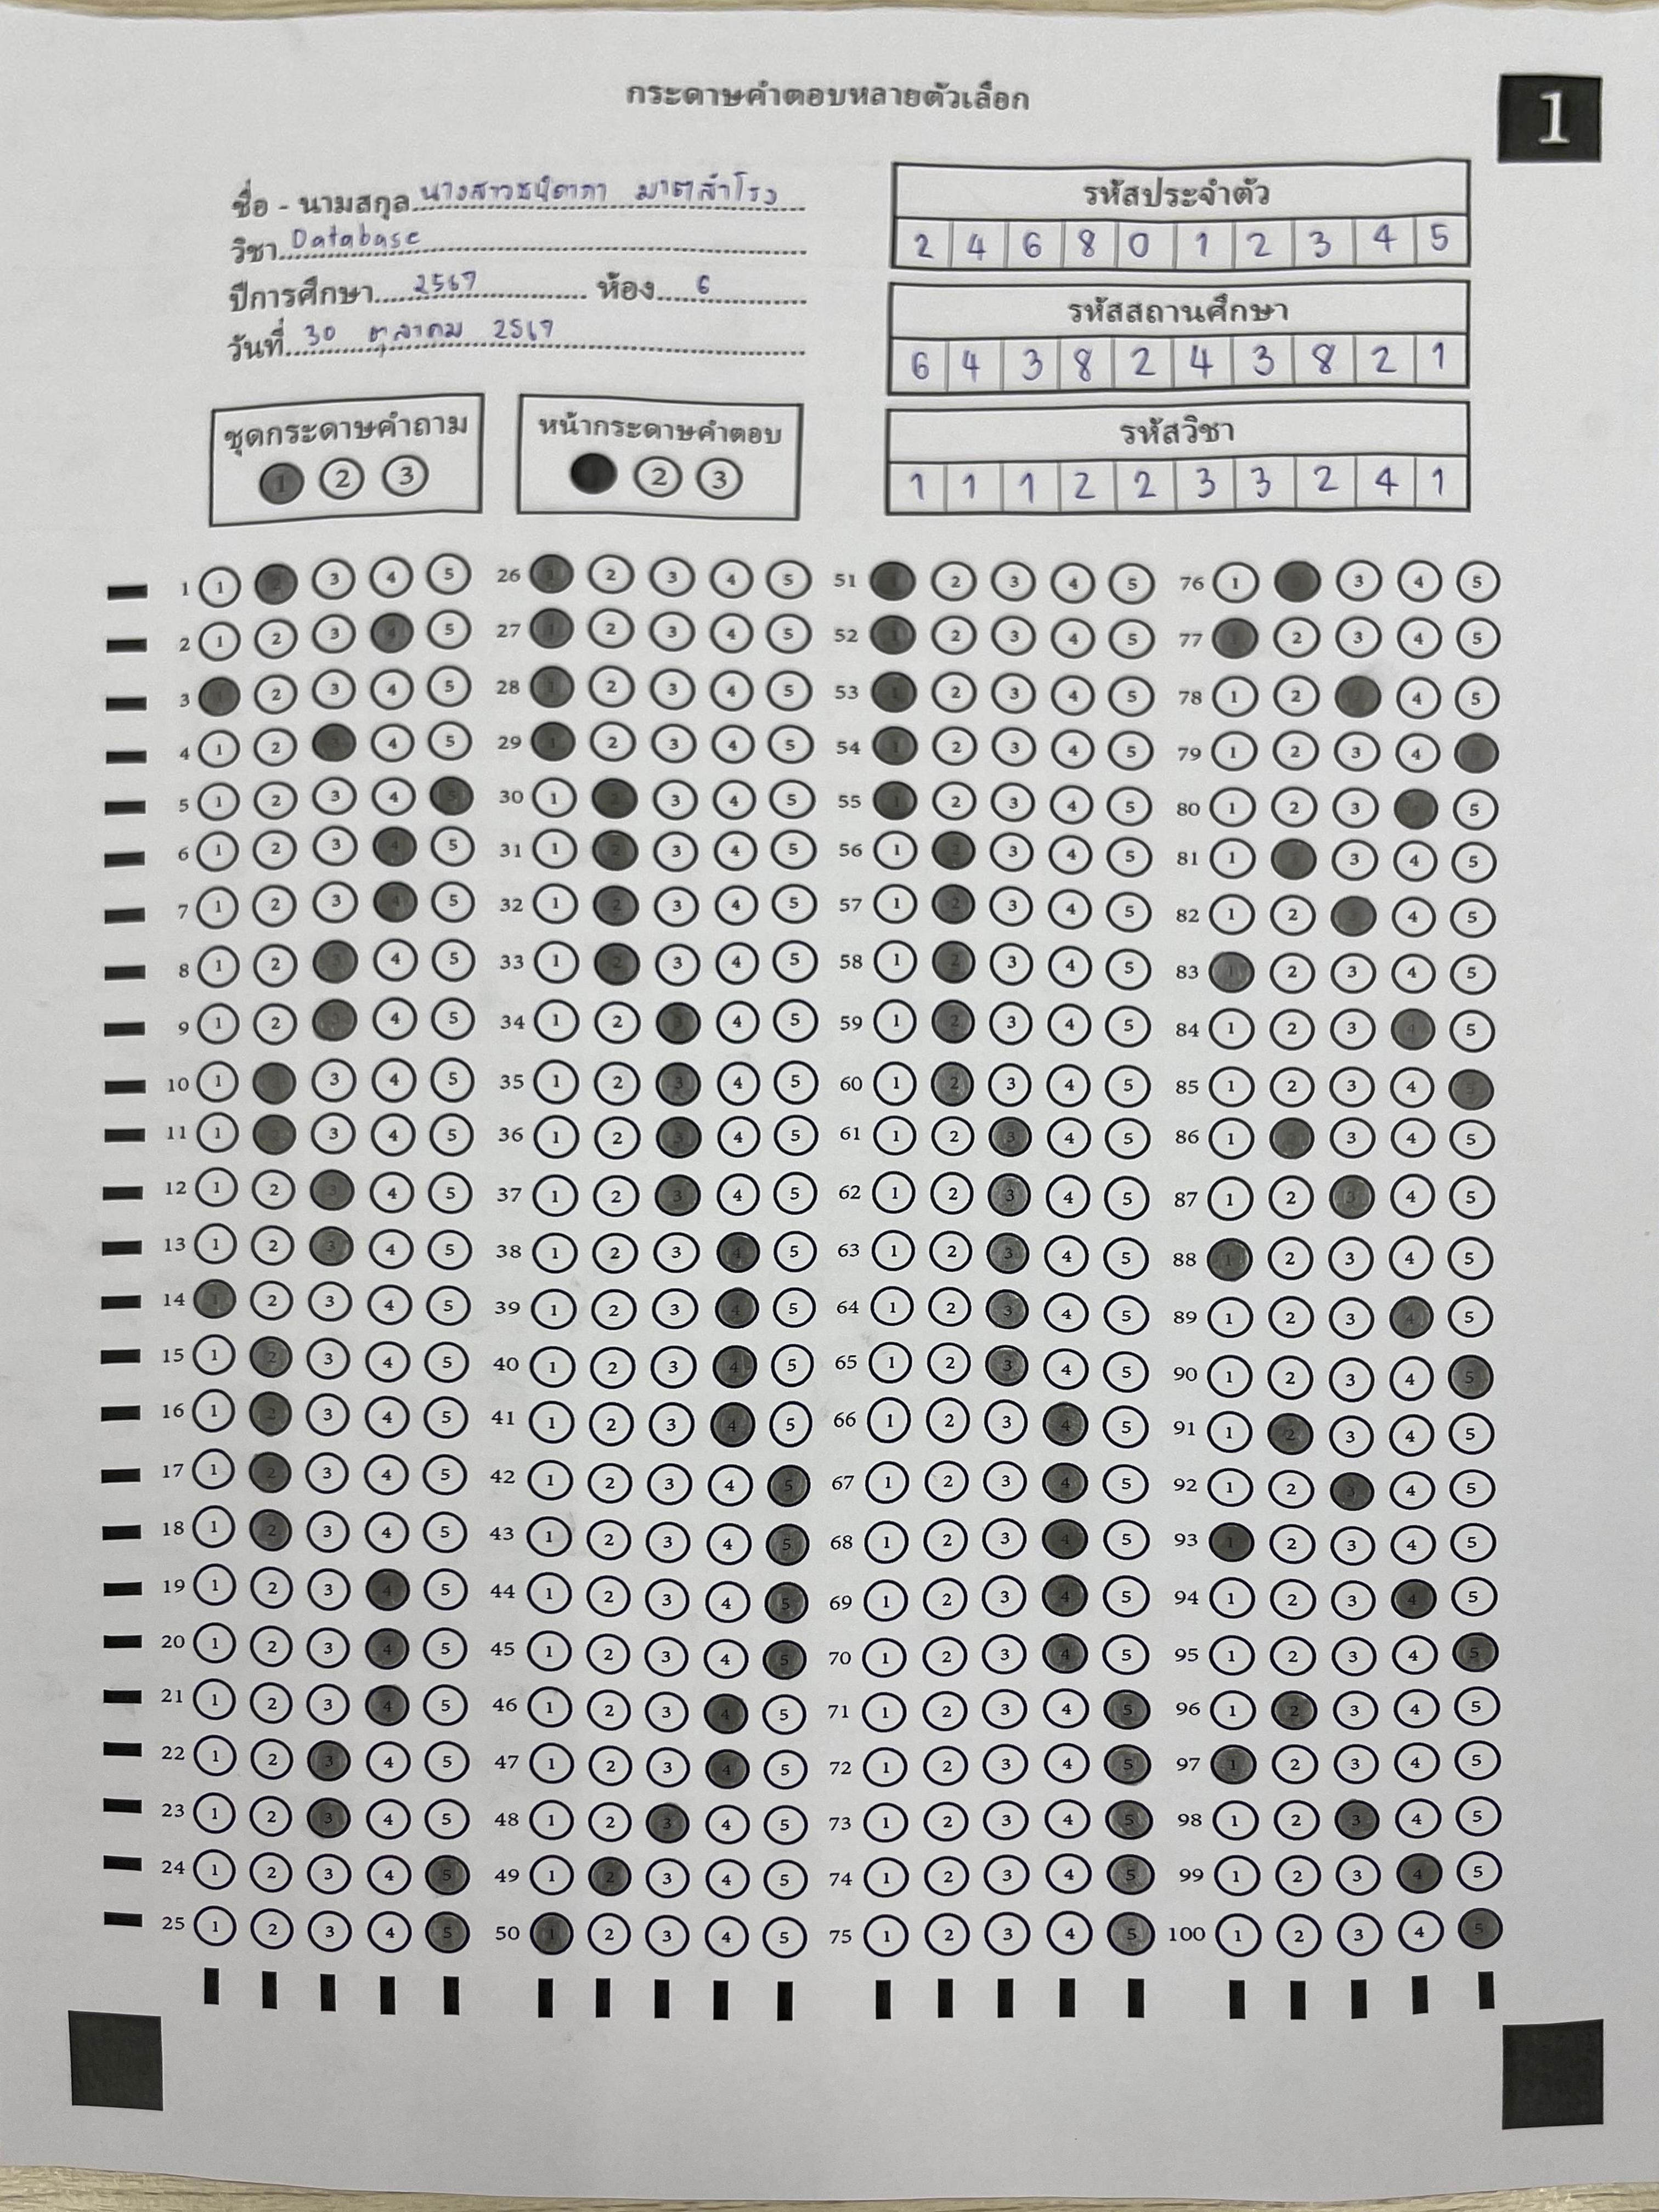 กระดาษคำตอบหลายตัวเลือก
1
ชื่อ - นามสกุล นางสาวธนิดาภา มาตสำโรง
วิชา Database
ปีการศึกษา 2567 ห้อง 6
วันที่ 30 ตุลาคม 2567
รหัสประจำตัว
2 4 6 8 0 1 2 3 4 5
รหัสสถานศึกษา
6 4 3 8 2 4 3 8 2 1
รหัสวิชา
1 1 1 2 2 3 3 2 4 1
ชุดกระดาษคำถาม
1 2 3
หน้ากระดาษคำตอบ
2 3
1 1 2 3 4 5 26 1 2 3 4 5 51 1 2 3 4 5 76 1 3 4 5
2 1 2 3 4 5 27 1 2 3 4 5 52 1 2 3 4 5 77 1 2 3 4 5
3 1 2 3 4 5 28 1 2 3 4 5 53 1 2 3 4 5 78 1 2 4 5
4 1 2 3 4 5 29 1 2 3 4 5 54 1 2 3 4 5 79 1 2 3 4
5 1 2 3 4 5 30 1 2 3 4 5 55 1 2 3 4 5 80 1 2 3 5
6 1 2 3 4 5 31 1 2 3 4 5 56 1 2 3 4 5 81 1 3 4 5
7 1 2 3 4 5 32 1 2 3 4 5 57 1 2 3 4 5 82 1 2 3 4 5
8 1 2 3 4 5 33 1 2 3 4 5 58 1 2 3 4 5 83 1 2 3 4 5
9 1 2 3 4 5 34 1 2 3 4 5 59 1 2 3 4 5 84 1 2 3 4 5
10 1 3 4 5 35 1 2 3 4 5 60 1 2 3 4 5 85 1 2 3 4 5
11 1 2 3 4 5 36 1 2 3 4 5 61 1 2 3 4 5 86 1 2 3 4 5
12 1 2 3 4 5 37 1 2 3 4 5 62 1 2 3 4 5 87 1 2 3 4 5
13 1 2 3 4 5 38 1 2 3 4 5 63 1 2 3 4 5 88 1 2 3 4 5
14 1 2 3 4 5 39 1 2 3 4 5 64 1 2 3 4 5 89 1 2 3 4 5
15 1 2 3 4 5 40 1 2 3 4 5 65 1 2 3 4 5 90 1 2 3 4 5
16 1 2 3 4 5 41 1 2 3 4 5 66 1 2 3 4 5 91 1 2 3 4 5
17 1 2 3 4 5 42 1 2 3 4 5 67 1 2 3 4 5 92 1 2 3 4 5
18 1 2 3 4 5 43 1 2 3 4 5 68 1 2 3 4 5 93 1 2 3 4 5
19 1 2 3 4 5 44 1 2 3 4 5 69 1 2 3 4 5 94 1 2 3 4 5
20 1 2 3 4 5 45 1 2 3 4 5 70 1 2 3 4 5 95 1 2 3 4 5
21 1 2 3 4 5 46 1 2 3 4 5 71 1 2 3 4 5 96 1 2 3 4 5
22 1 2 3 4 5 47 1 2 3 4 5 72 1 2 3 4 5 97 1 2 3 4 5
23 1 2 3 4 5 48 1 2 3 4 5 73 1 2 3 4 5 98 1 2 3 4 5
24 1 2 3 4 5 49 1 2 3 4 5 74 1 2 3 4 5 99 1 2 3 4 5
25 1 2 3 4 5 50 1 2 3 4 5 75 1 2 3 4 5 100 1 2 3 4 5